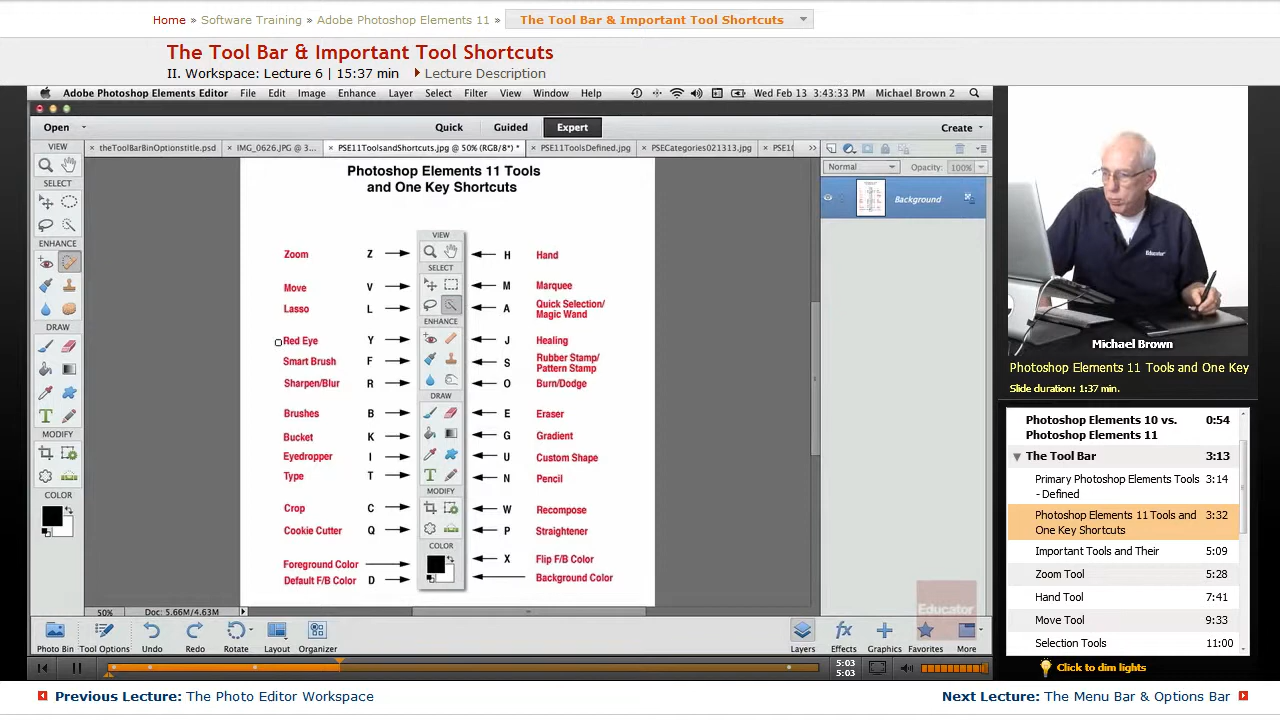 Home » Software Training » Adobe Photoshop Elements 11 » The Tool Bar & Important Tool Shortcuts
The Tool Bar & Important Tool Shortcuts
II. Workspace: Lecture 6 | 15:37 min Lecture Description
Adobe Photoshop Elements Editor File Edit Image Enhance Layer Select Filter View Window Help Wed Feb 13 3:43:33 PM Michael Brown 2
Open Quick Guided Expert Create
theToolBarBinOptionstitle.psd IMG_0626.JPG @ 3... PSE11ToolsandShortcuts.jpg @ 50% (RGB/8*) * PSE11ToolsDefined.jpg PSECategories021313.jpg PSE1
VIEW
SELECT
ENHANCE
DRAW
MODIFY
COLOR
Photoshop Elements 11 Tools
and One Key Shortcuts
VIEW
Zoom Z H Hand
SELECT
Move V M Marquee
Lasso L A Quick Selection/
Magic Wand
ENHANCE
Red Eye Y J Healing
Smart Brush F S Rubber Stamp/
Pattern Stamp
Sharpen/Blur R O Burn/Dodge
DRAW
Brushes B E Eraser
Bucket K G Gradient
Eyedropper I U Custom Shape
Type T N Pencil
MODIFY
Crop C W Recompose
Cookie Cutter Q P Straightener
COLOR
Foreground Color X Flip F/B Color
Default F/B Color D Background Color
50% Doc: 5.66M/4.63M
Normal Opacity: 100%
Background
Educator
Photo Bin Tool Options Undo Redo Rotate Layout Organizer Layers Effects Graphics Favorites More
5:03
5:03
Educator
Michael Brown
Photoshop Elements 11 Tools and One Key
Slide duration: 1:37 min.
Photoshop Elements 10 vs. 0:54
Photoshop Elements 11
The Tool Bar 3:13
Primary Photoshop Elements Tools 3:14
- Defined
Photoshop Elements 11 Tools and 3:32
One Key Shortcuts
Important Tools and Their 5:09
Zoom Tool 5:28
Hand Tool 7:41
Move Tool 9:33
Selection Tools 11:00
Click to dim lights
Previous Lecture: The Photo Editor Workspace
Next Lecture: The Menu Bar & Options Bar